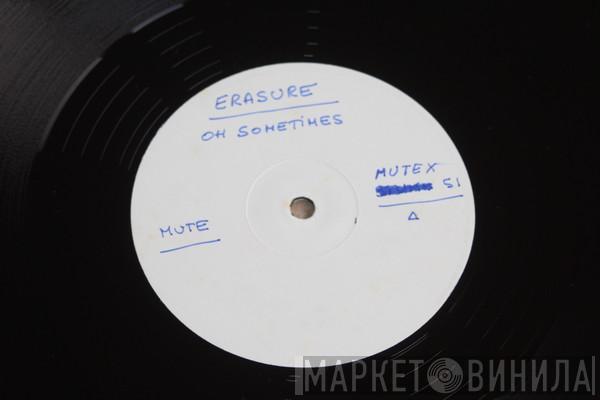 ERASURE
OH SOMETIMES
MUTEX
51
MUTE
A
МАРКЕТ ВИНИЛА